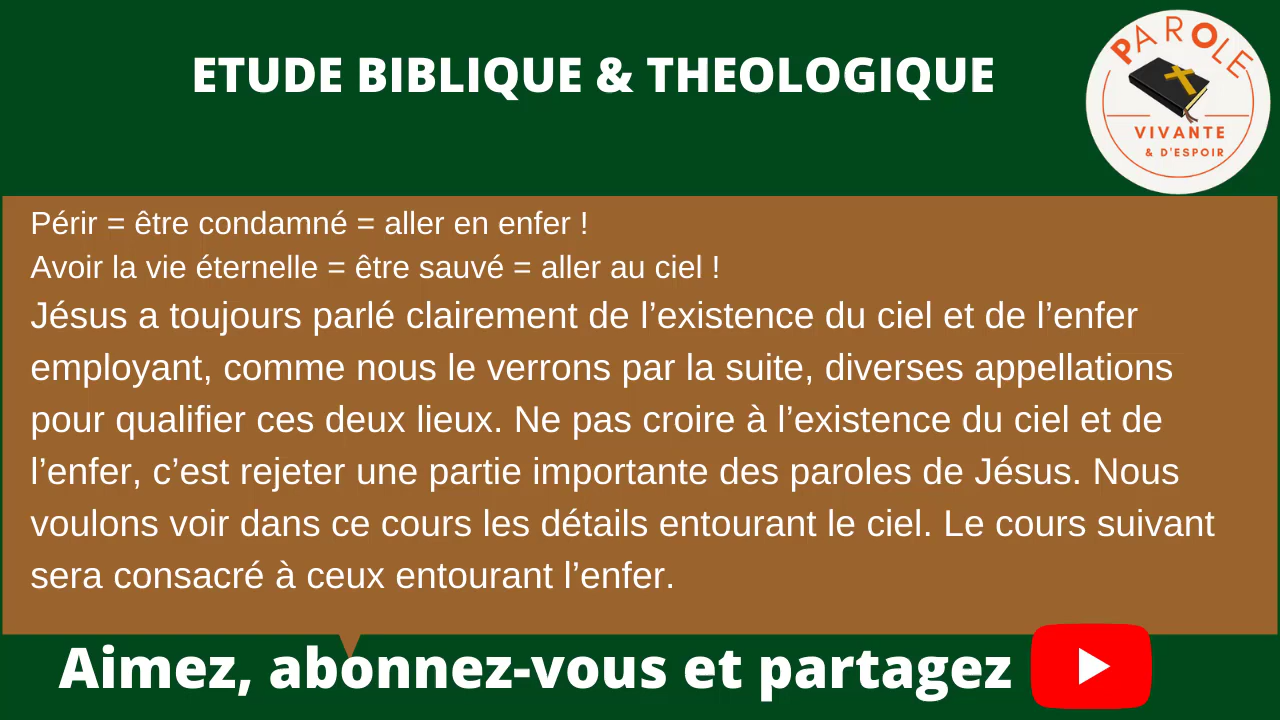 ETUDE BIBLIQUE & THEOLOGIQUE
PAROLE
VIVANTE
& D'ESPOIR
Périr = être condamné = aller en enfer !
Avoir la vie éternelle = être sauvé = aller au ciel !
Jésus a toujours parlé clairement de l’existence du ciel et de l’enfer
employant, comme nous le verrons par la suite, diverses appellations
pour qualifier ces deux lieux. Ne pas croire à l’existence du ciel et de
l’enfer, c’est rejeter une partie importante des paroles de Jésus. Nous
voulons voir dans ce cours les détails entourant le ciel. Le cours suivant
sera consacré à ceux entourant l’enfer.
Aimez, abonnez-vous et partagez